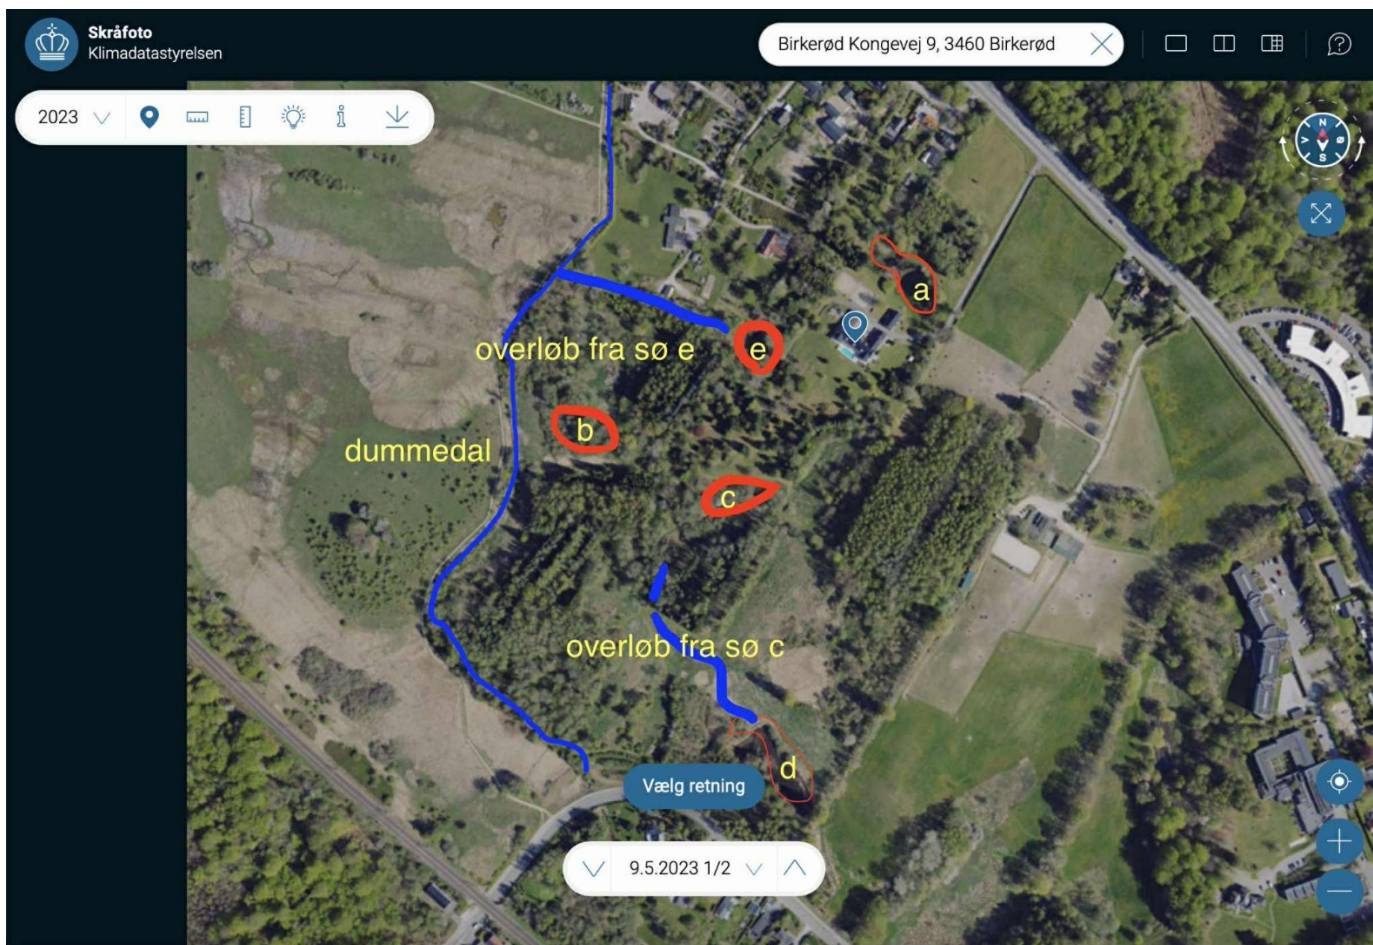 Skråfoto
Klimadatastyrelsen
Birkerød Kongevej 9, 3460 Birkerød
2023
N
V Ø
S
a
overløb fra sø e
e
b
dummedal
c
overløb fra sø c
d
Vælg retning
9.5.2023 1/2